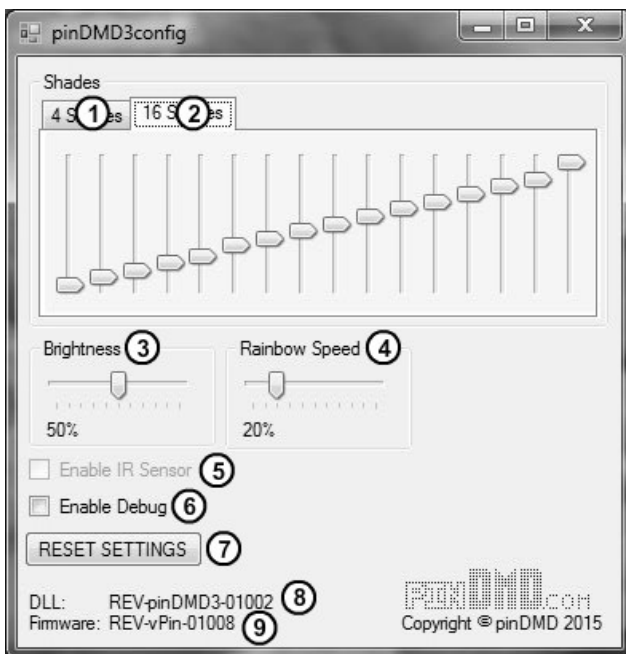 pinDMD3config
Shades
4 S 1 es
16 S 2 es
Brightness 3
Rainbow Speed 4
50%
20%
Enable IR Sensor 5
Enable Debug 6
RESET SETTINGS 7
DLL: REV-pinDMD3-01002 8
Firmware: REV-vPin-01008 9
PINDMD.COM
Copyright © pinDMD 2015